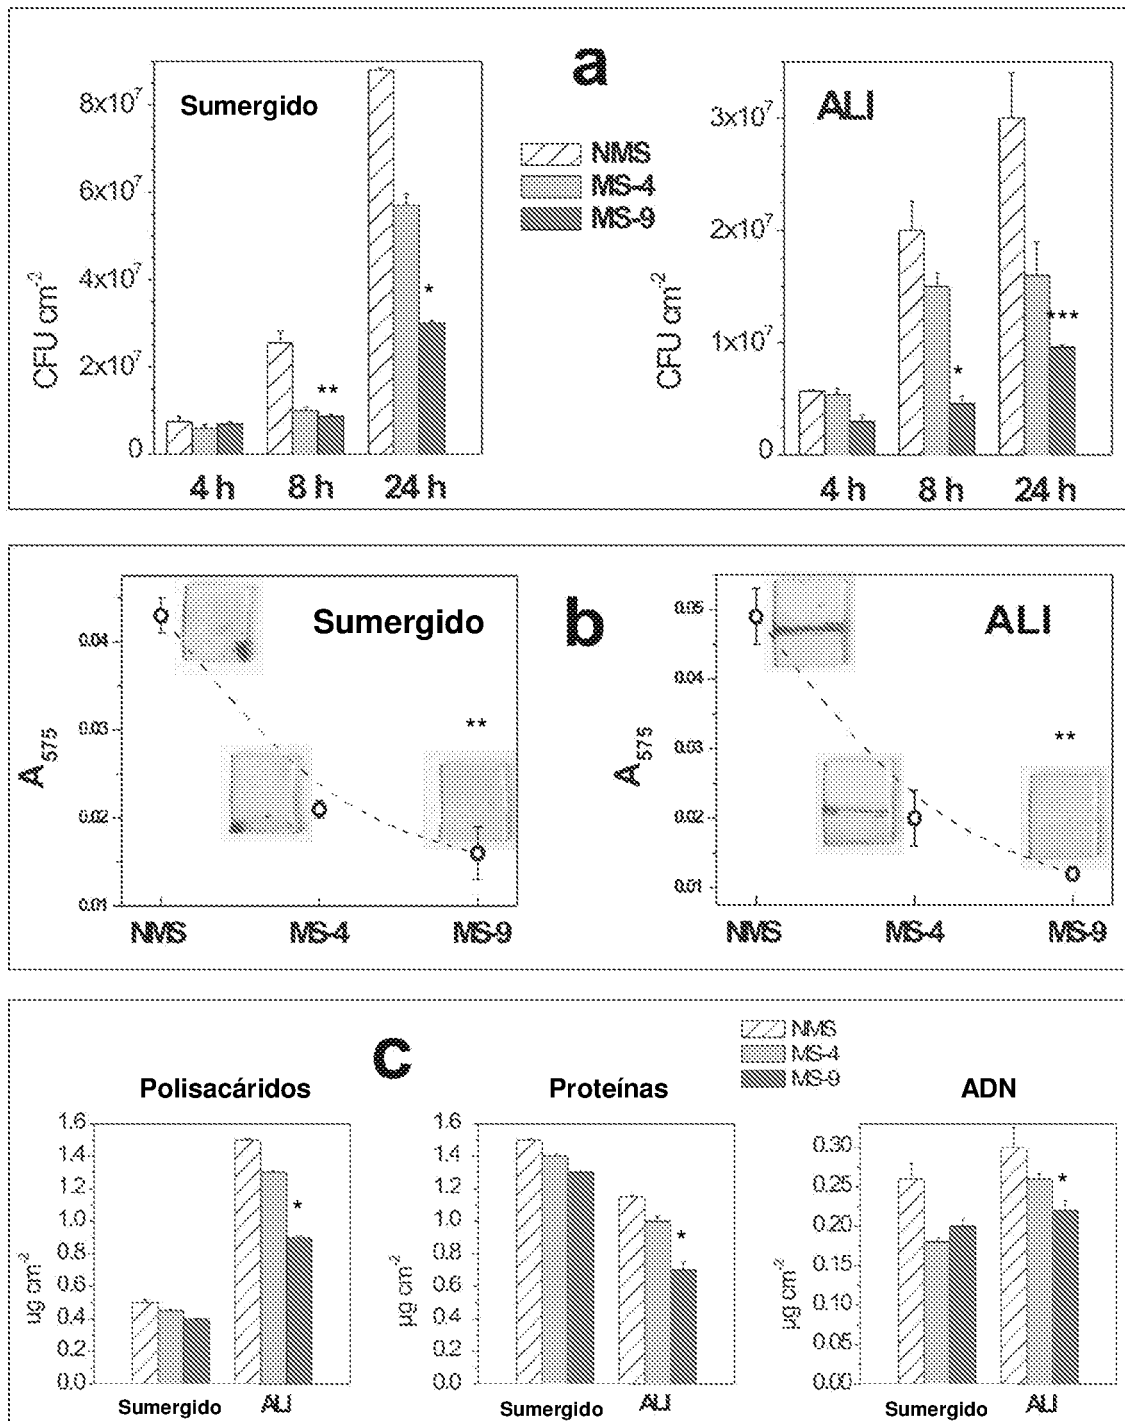 a
Sumergido
8x10⁷
6x10⁷
4x10⁷
2x10⁷
0
CFU cm⁻²
4 h 8 h 24 h
* **
NMS
MS-4
MS-9
ALI
3x10⁷
2x10⁷
1x10⁷
0
CFU cm⁻²
4 h 8 h 24 h
* ***
b
Sumergido
0.04
0.03
0.02
0.01
A₅₇₅
**
NMS MS-4 MS-9
ALI
0.05
0.04
0.03
0.02
0.01
A₅₇₅
**
NMS MS-4 MS-9
c
NMS
MS-4
MS-9
Polisacáridos
1.6
1.4
1.2
1.0
0.8
0.6
0.4
0.2
0.0
µg cm⁻²
*
Sumergido ALI
Proteínas
1.6
1.4
1.2
1.0
0.8
0.6
0.4
0.2
0.0
µg cm⁻²
*
Sumergido ALI
ADN
0.30
0.25
0.20
0.15
0.10
0.05
0.00
µg cm⁻²
*
Sumergido ALI